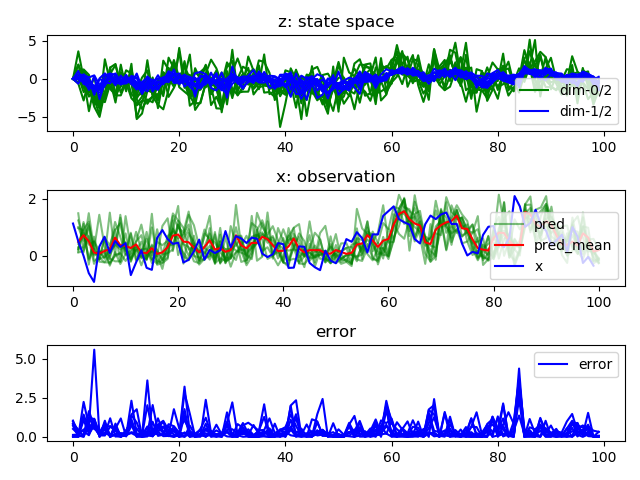 z: state space
5
0
−5
dim-0/2
dim-1/2
0 20 40 60 80 100
x: observation
2
0
pred
pred_mean
x
0 20 40 60 80 100
error
5.0
2.5
0.0
error
0 20 40 60 80 100